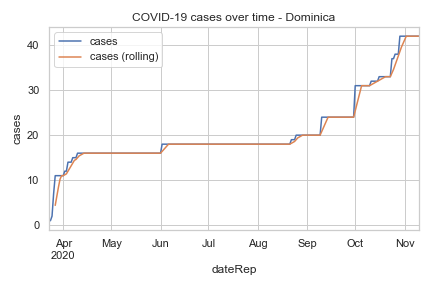 COVID-19 cases over time - Dominica
cases
cases (rolling)
40
30
20
10
0
cases
Apr
2020
May
Jun
Jul
Aug
Sep
Oct
Nov
dateRep